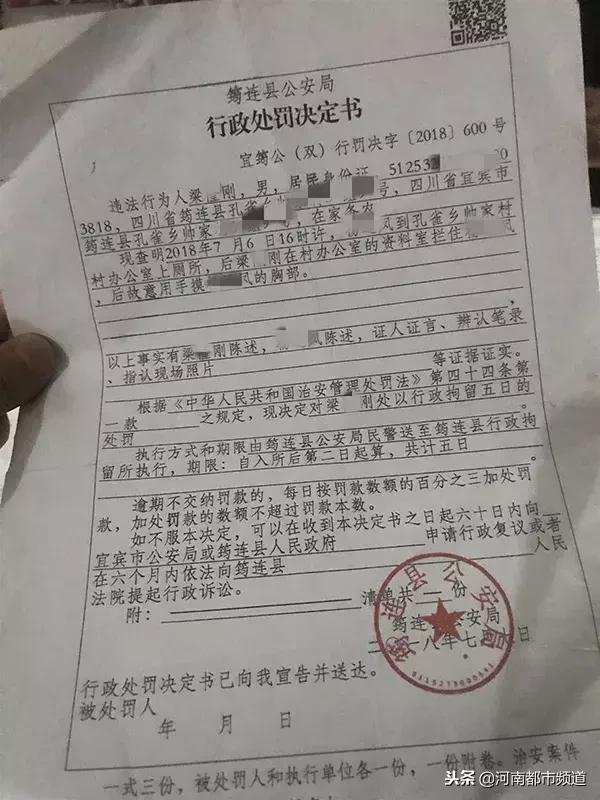 筠连县公安局
行政处罚决定书
宜筠公（双）行罚决字〔2018〕600号
违法行为人梁 刚，男，居民身份证 51253 0
3818，四川省筠连县孔雀乡帅 号，四川省宜宾市
筠连县孔雀乡帅家 ，在家务农
现查明2018年7月6日16时许， 凤到孔雀乡帅家村
村办公室上厕所，后梁 刚在村办公室的资料室拦住 凤
，后故意用手摸 凤的胸部。
以上事实有梁 刚陈述， 凤陈述，证人证言、辨认笔录
、指认现场照片 等证据证实。
根据《中华人民共和国治安管理处罚法》第四十四条第
一款 之规定，现决定对梁 刚处以行政拘留五日的
处罚 。
执行方式和期限由筠连县公安局民警送至筠连县行政拘
留所执行，期限：自入所后第二日起算，共计五日
。
逾期不交纳罚款的，每日按罚款数额的百分之三加处罚
款，加处罚款的数额不超过罚款本数。
如不服本决定，可以在收到本决定书之日起六十日内向
宜宾市公安局或筠连县人民政府 申请行政复议或者
在六个月内依法向筠连县 人民
法院提起行政诉讼。
附： 清单共 份
筠连县公安局
二 一八年七 日
行政处罚决定书已向我宣告并送达。
被处罚人
年 月 日
一式三份，被处罚人和执行单位各一份，一份附卷。治安案件
头条 @河南都市频道